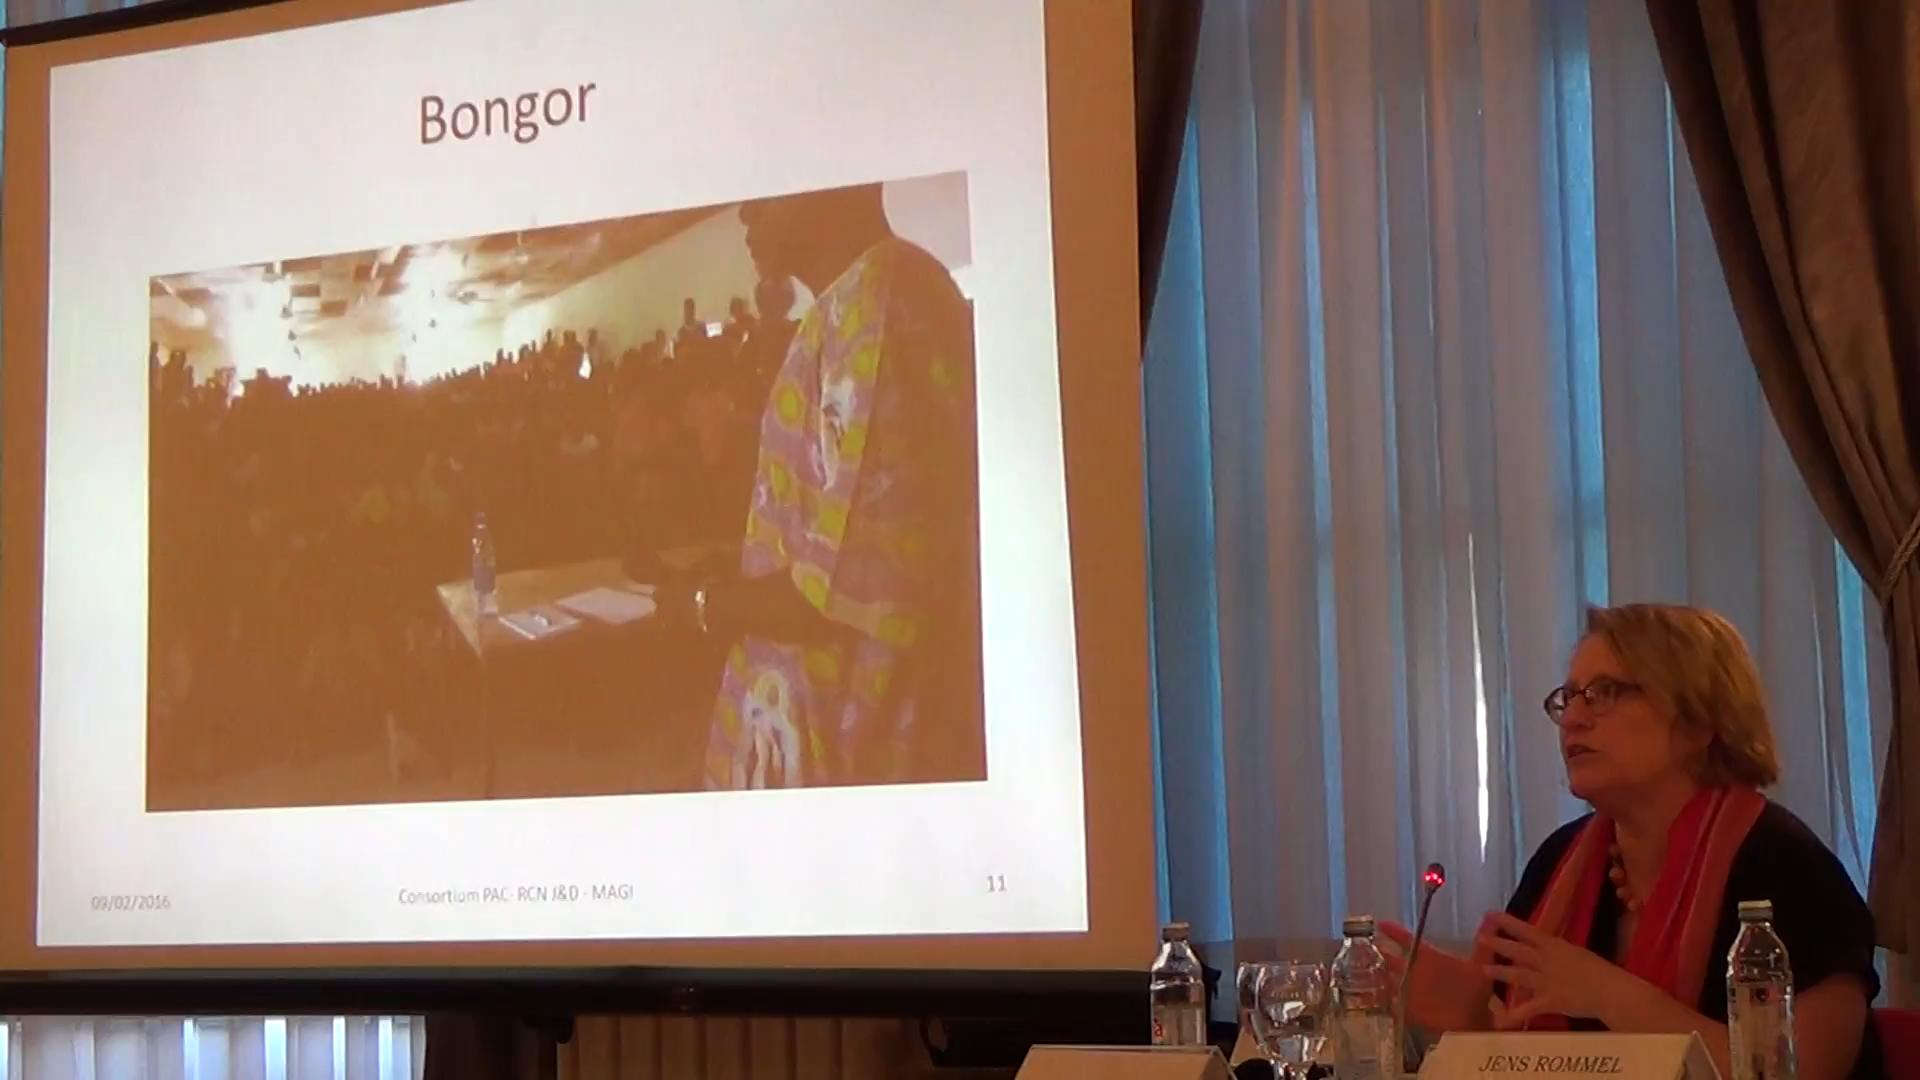 Bongor
09/02/2016
Consortium PAC- RCN J&D - MAGI
11
JENS ROMMEL